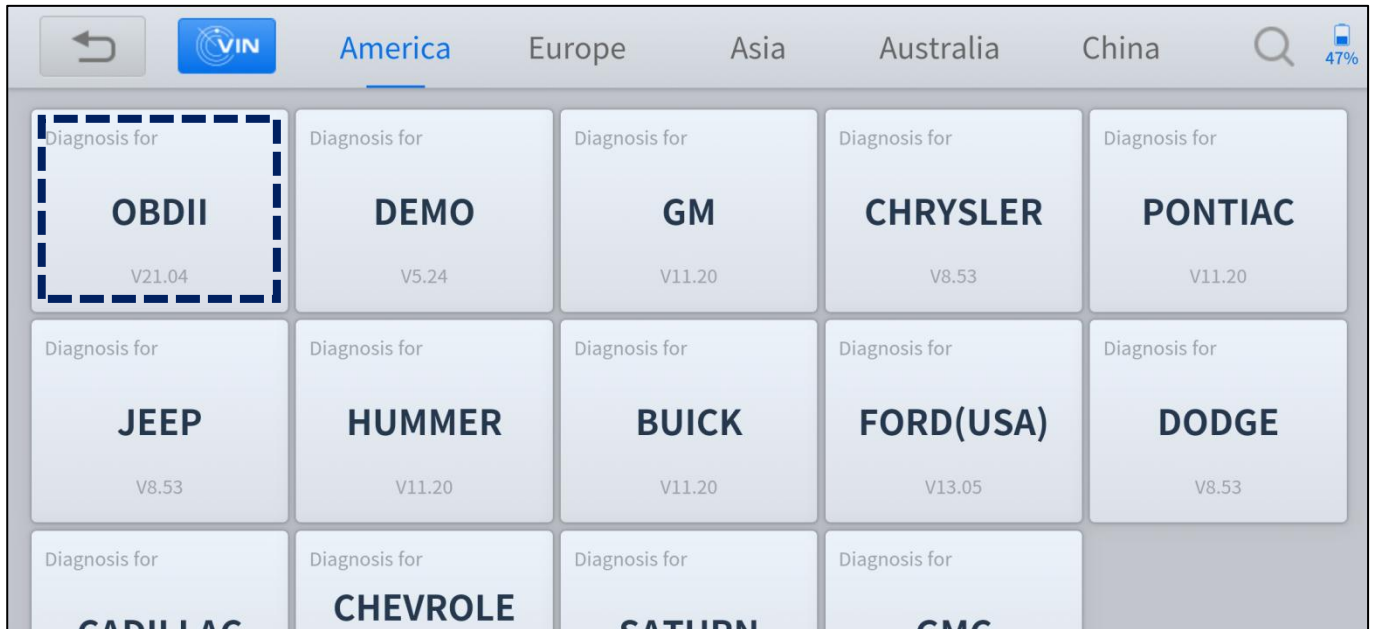 VIN America Europe Asia Australia China 47%
Diagnosis for Diagnosis for Diagnosis for Diagnosis for Diagnosis for
OBDII DEMO GM CHRYSLER PONTIAC
V21.04 V5.24 V11.20 V8.53 V11.20
Diagnosis for Diagnosis for Diagnosis for Diagnosis for Diagnosis for
JEEP HUMMER BUICK FORD(USA) DODGE
V8.53 V11.20 V11.20 V13.05 V8.53
Diagnosis for Diagnosis for Diagnosis for Diagnosis for
CHEVROLE
CADILLAC SATURN GMC